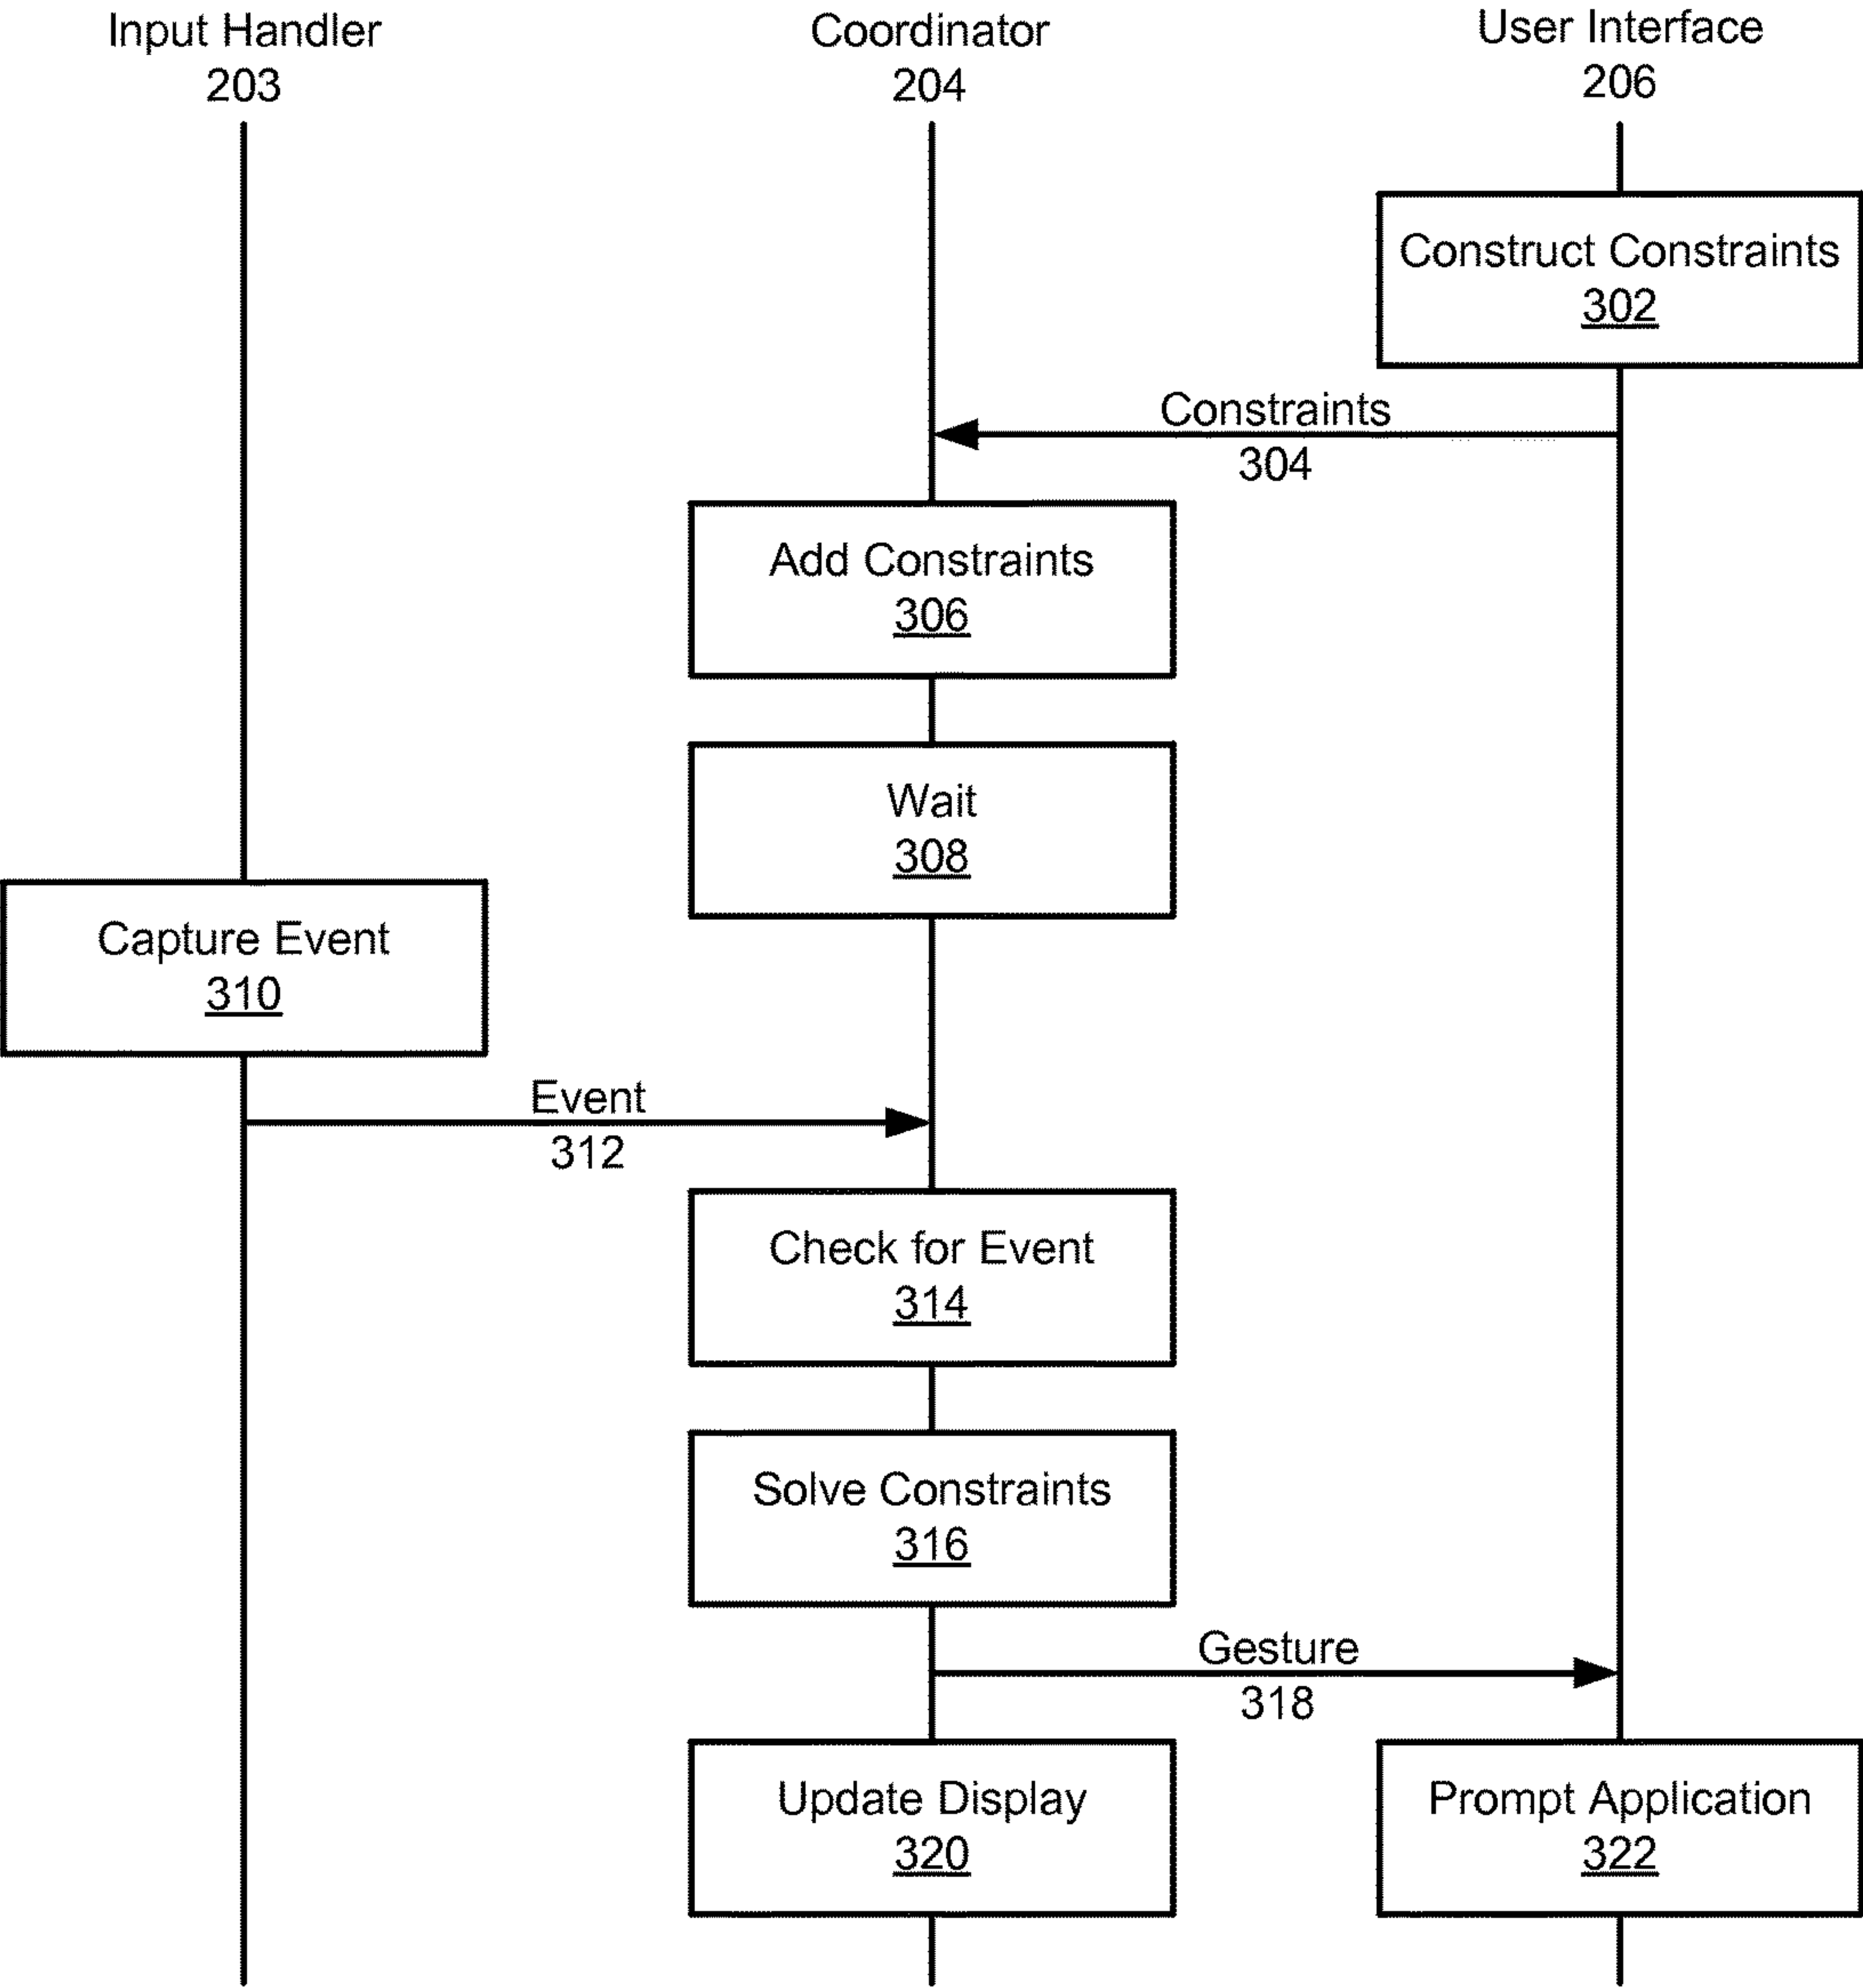 Input Handler
203
Coordinator
204
User Interface
206
Construct Constraints
302
Constraints
304
Add Constraints
306
Wait
308
Capture Event
310
Event
312
Check for Event
314
Solve Constraints
316
Gesture
318
Update Display
320
Prompt Application
322